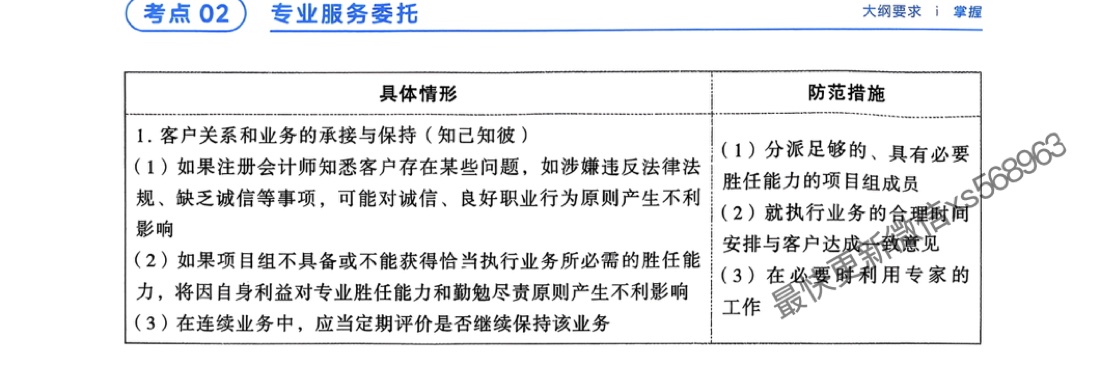 考点 02 专业服务委托 大纲要求 i 掌握
具体情形
防范措施
1. 客户关系和业务的承接与保持（知己知彼）
（1）如果注册会计师知悉客户存在某些问题，如涉嫌违反法律法
规、缺乏诚信等事项，可能对诚信、良好职业行为原则产生不利
影响
（2）如果项目组不具备或不能获得恰当执行业务所必需的胜任能
力，将因自身利益对专业胜任能力和勤勉尽责原则产生不利影响
（3）在连续业务中，应当定期评价是否继续保持该业务
（1）分派足够的、具有必要
胜任能力的项目组成员
（2）就执行业务的合理时间
安排与客户达成一致意见
（3）在必要时利用专家的
工作
最快更新微信xs568963